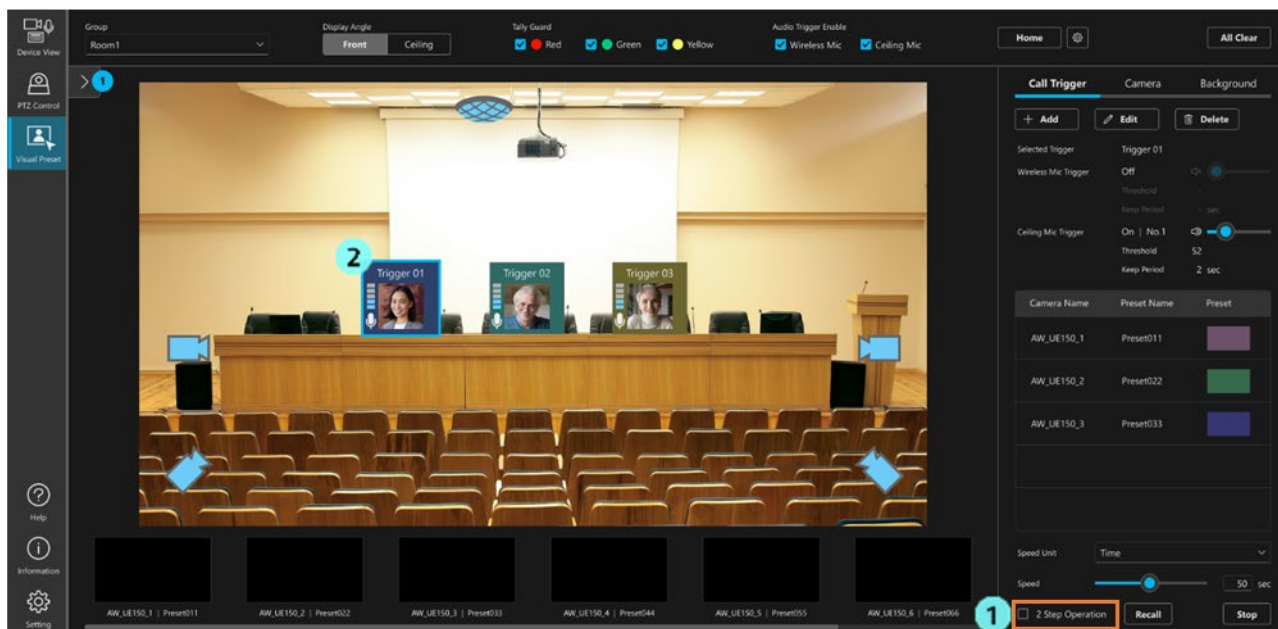 Device View
PTZ Control
Visual Preset
Help
Information
Setting
Group
Room1
Display Angle
Front Ceiling
Tally Guard
Red Green Yellow
Audio Trigger Enable
Wireless Mic Ceiling Mic
Home
All Clear
1
2
Trigger 01
Trigger 02
Trigger 03
AW_UE150_1 | Preset011
AW_UE150_2 | Preset022
AW_UE150_3 | Preset033
AW_UE150_4 | Preset044
AW_UE150_5 | Preset055
AW_UE150_6 | Preset066
Call Trigger Camera Background
+ Add Edit Delete
Selected Trigger Trigger 01
Wireless Mic Trigger Off
Threshold -
Keep Period - sec
Ceiling Mic Trigger On | No.1
Threshold 52
Keep Period 2 sec
Camera Name Preset Name Preset
AW_UE150_1 Preset011
AW_UE150_2 Preset022
AW_UE150_3 Preset033
Speed Unit Time
Speed 50 sec
1 2 Step Operation Recall Stop